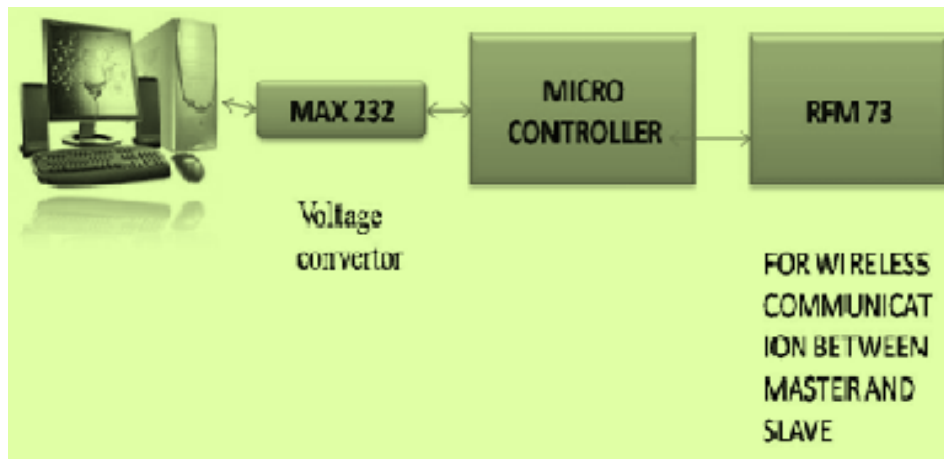 MAX 232
MICRO
CONTROLLER
RFM 73
Voltage
convertor
FOR WIRELESS
COMMUNICAT
ION BETWEEN
MASTER AND
SLAVE